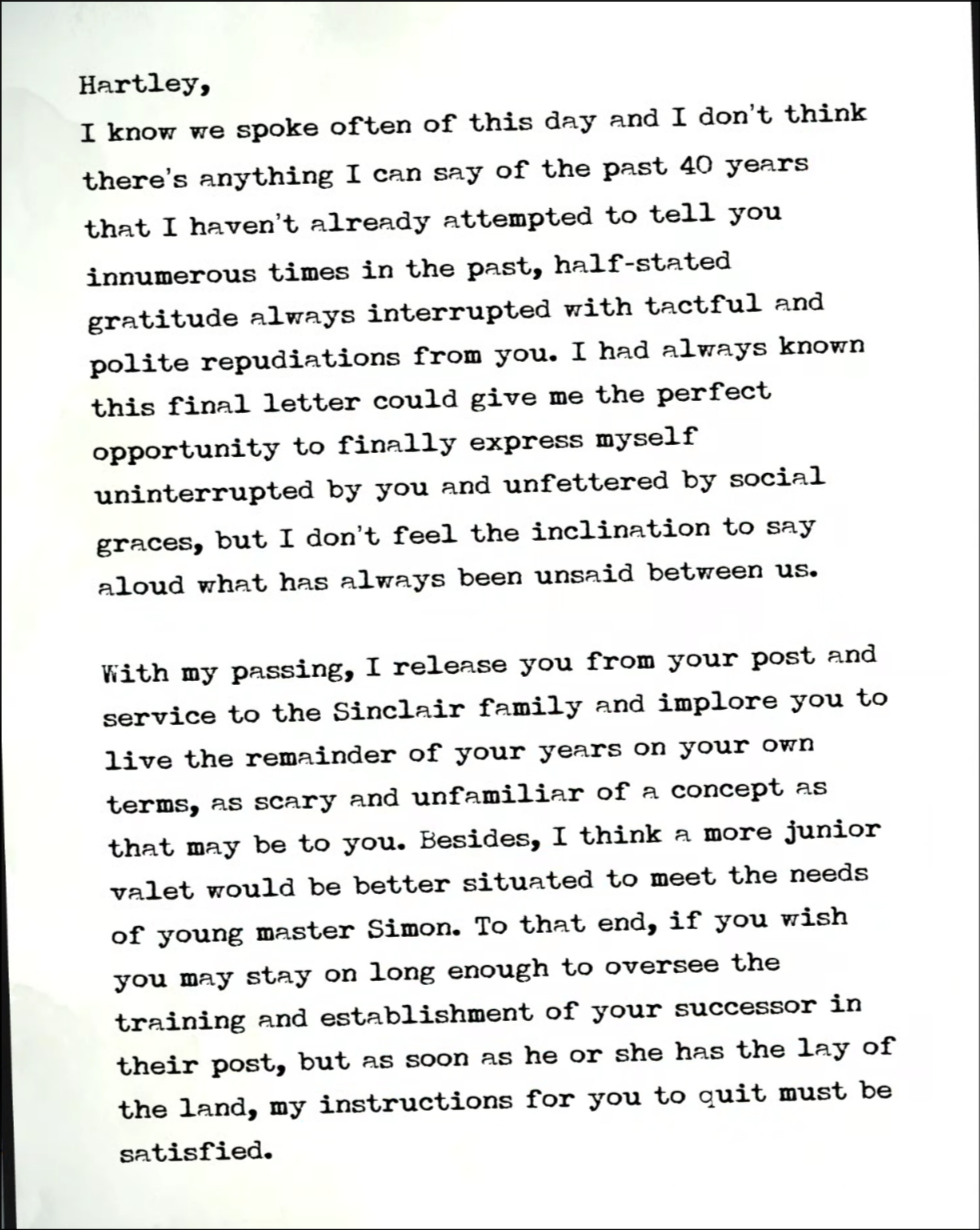 Hartley,
I know we spoke often of this day and I don't think
there's anything I can say of the past 40 years
that I haven't already attempted to tell you
innumerous times in the past, half-stated
gratitude always interrupted with tactful and
polite repudiations from you. I had always known
this final letter could give me the perfect
opportunity to finally express myself
uninterrupted by you and unfettered by social
graces, but I don't feel the inclination to say
aloud what has always been unsaid between us.

With my passing, I release you from your post and
service to the Sinclair family and implore you to
live the remainder of your years on your own
terms, as scary and unfamiliar of a concept as
that may be to you. Besides, I think a more junior
valet would be better situated to meet the needs
of young master Simon. To that end, if you wish
you may stay on long enough to oversee the
training and establishment of your successor in
their post, but as soon as he or she has the lay of
the land, my instructions for you to quit must be
satisfied.